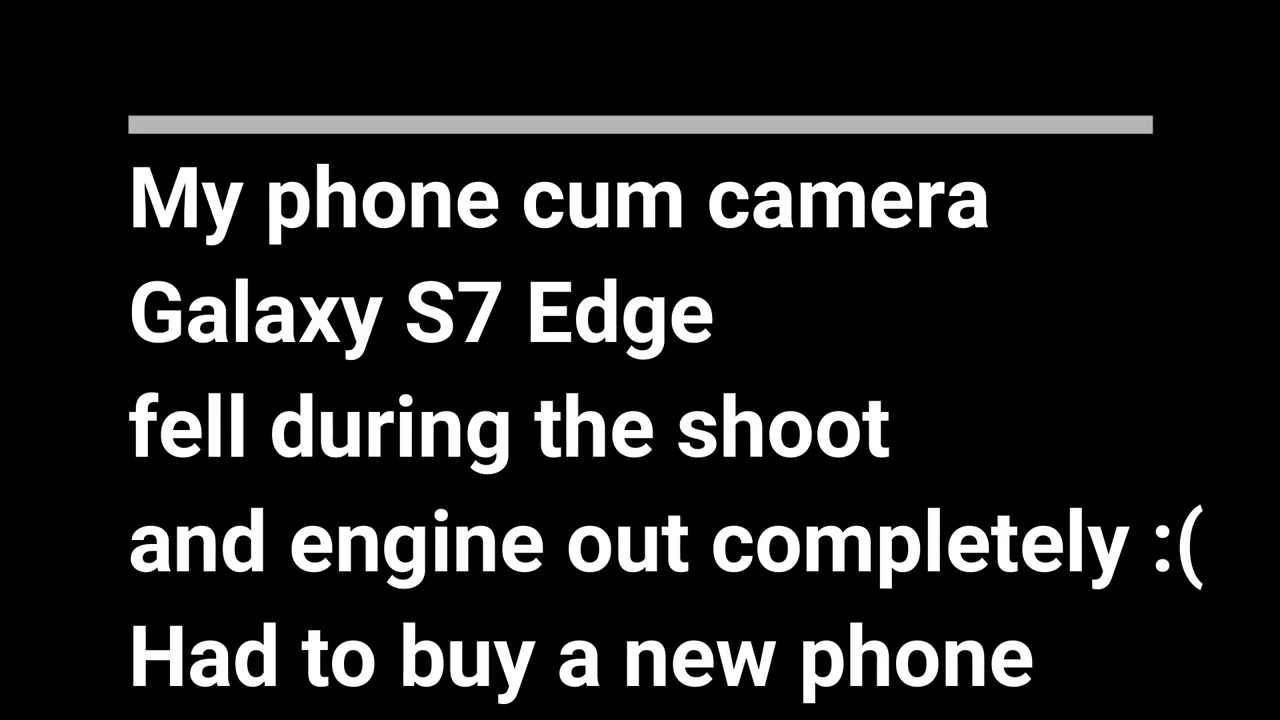 My phone cum camera
Galaxy S7 Edge
fell during the shoot
and engine out completely :(
Had to buy a new phone